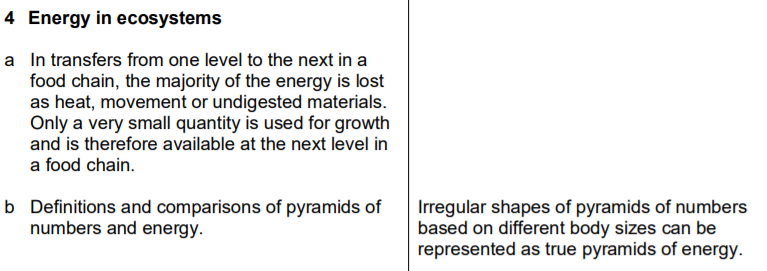 4 Energy in ecosystems
a In transfers from one level to the next in a
food chain, the majority of the energy is lost
as heat, movement or undigested materials.
Only a very small quantity is used for growth
and is therefore available at the next level in
a food chain.
b Definitions and comparisons of pyramids of
numbers and energy.
Irregular shapes of pyramids of numbers
based on different body sizes can be
represented as true pyramids of energy.